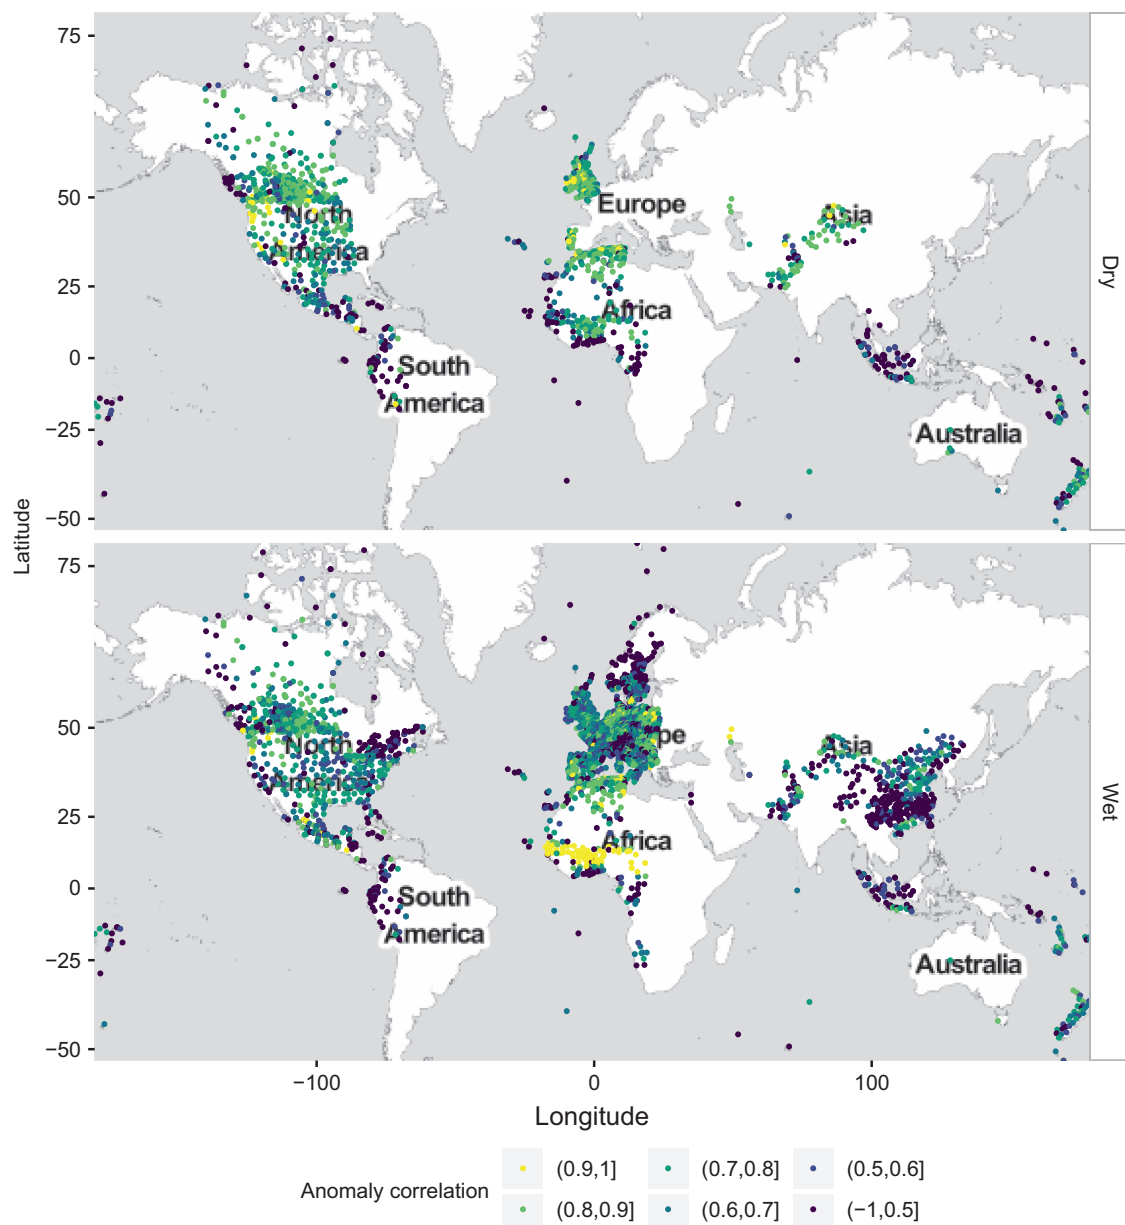 75
50
25
0
−25
−50
North
America
South
America
Europe
Africa
Asia
Australia
Dry
Latitude
75
50
25
0
−25
−50
North
America
South
America
pe
Africa
Asia
Australia
Wet
−100 0 100
Longitude
Anomaly correlation
(0.9,1] (0.7,0.8] (0.5,0.6]
(0.8,0.9] (0.6,0.7] (−1,0.5]